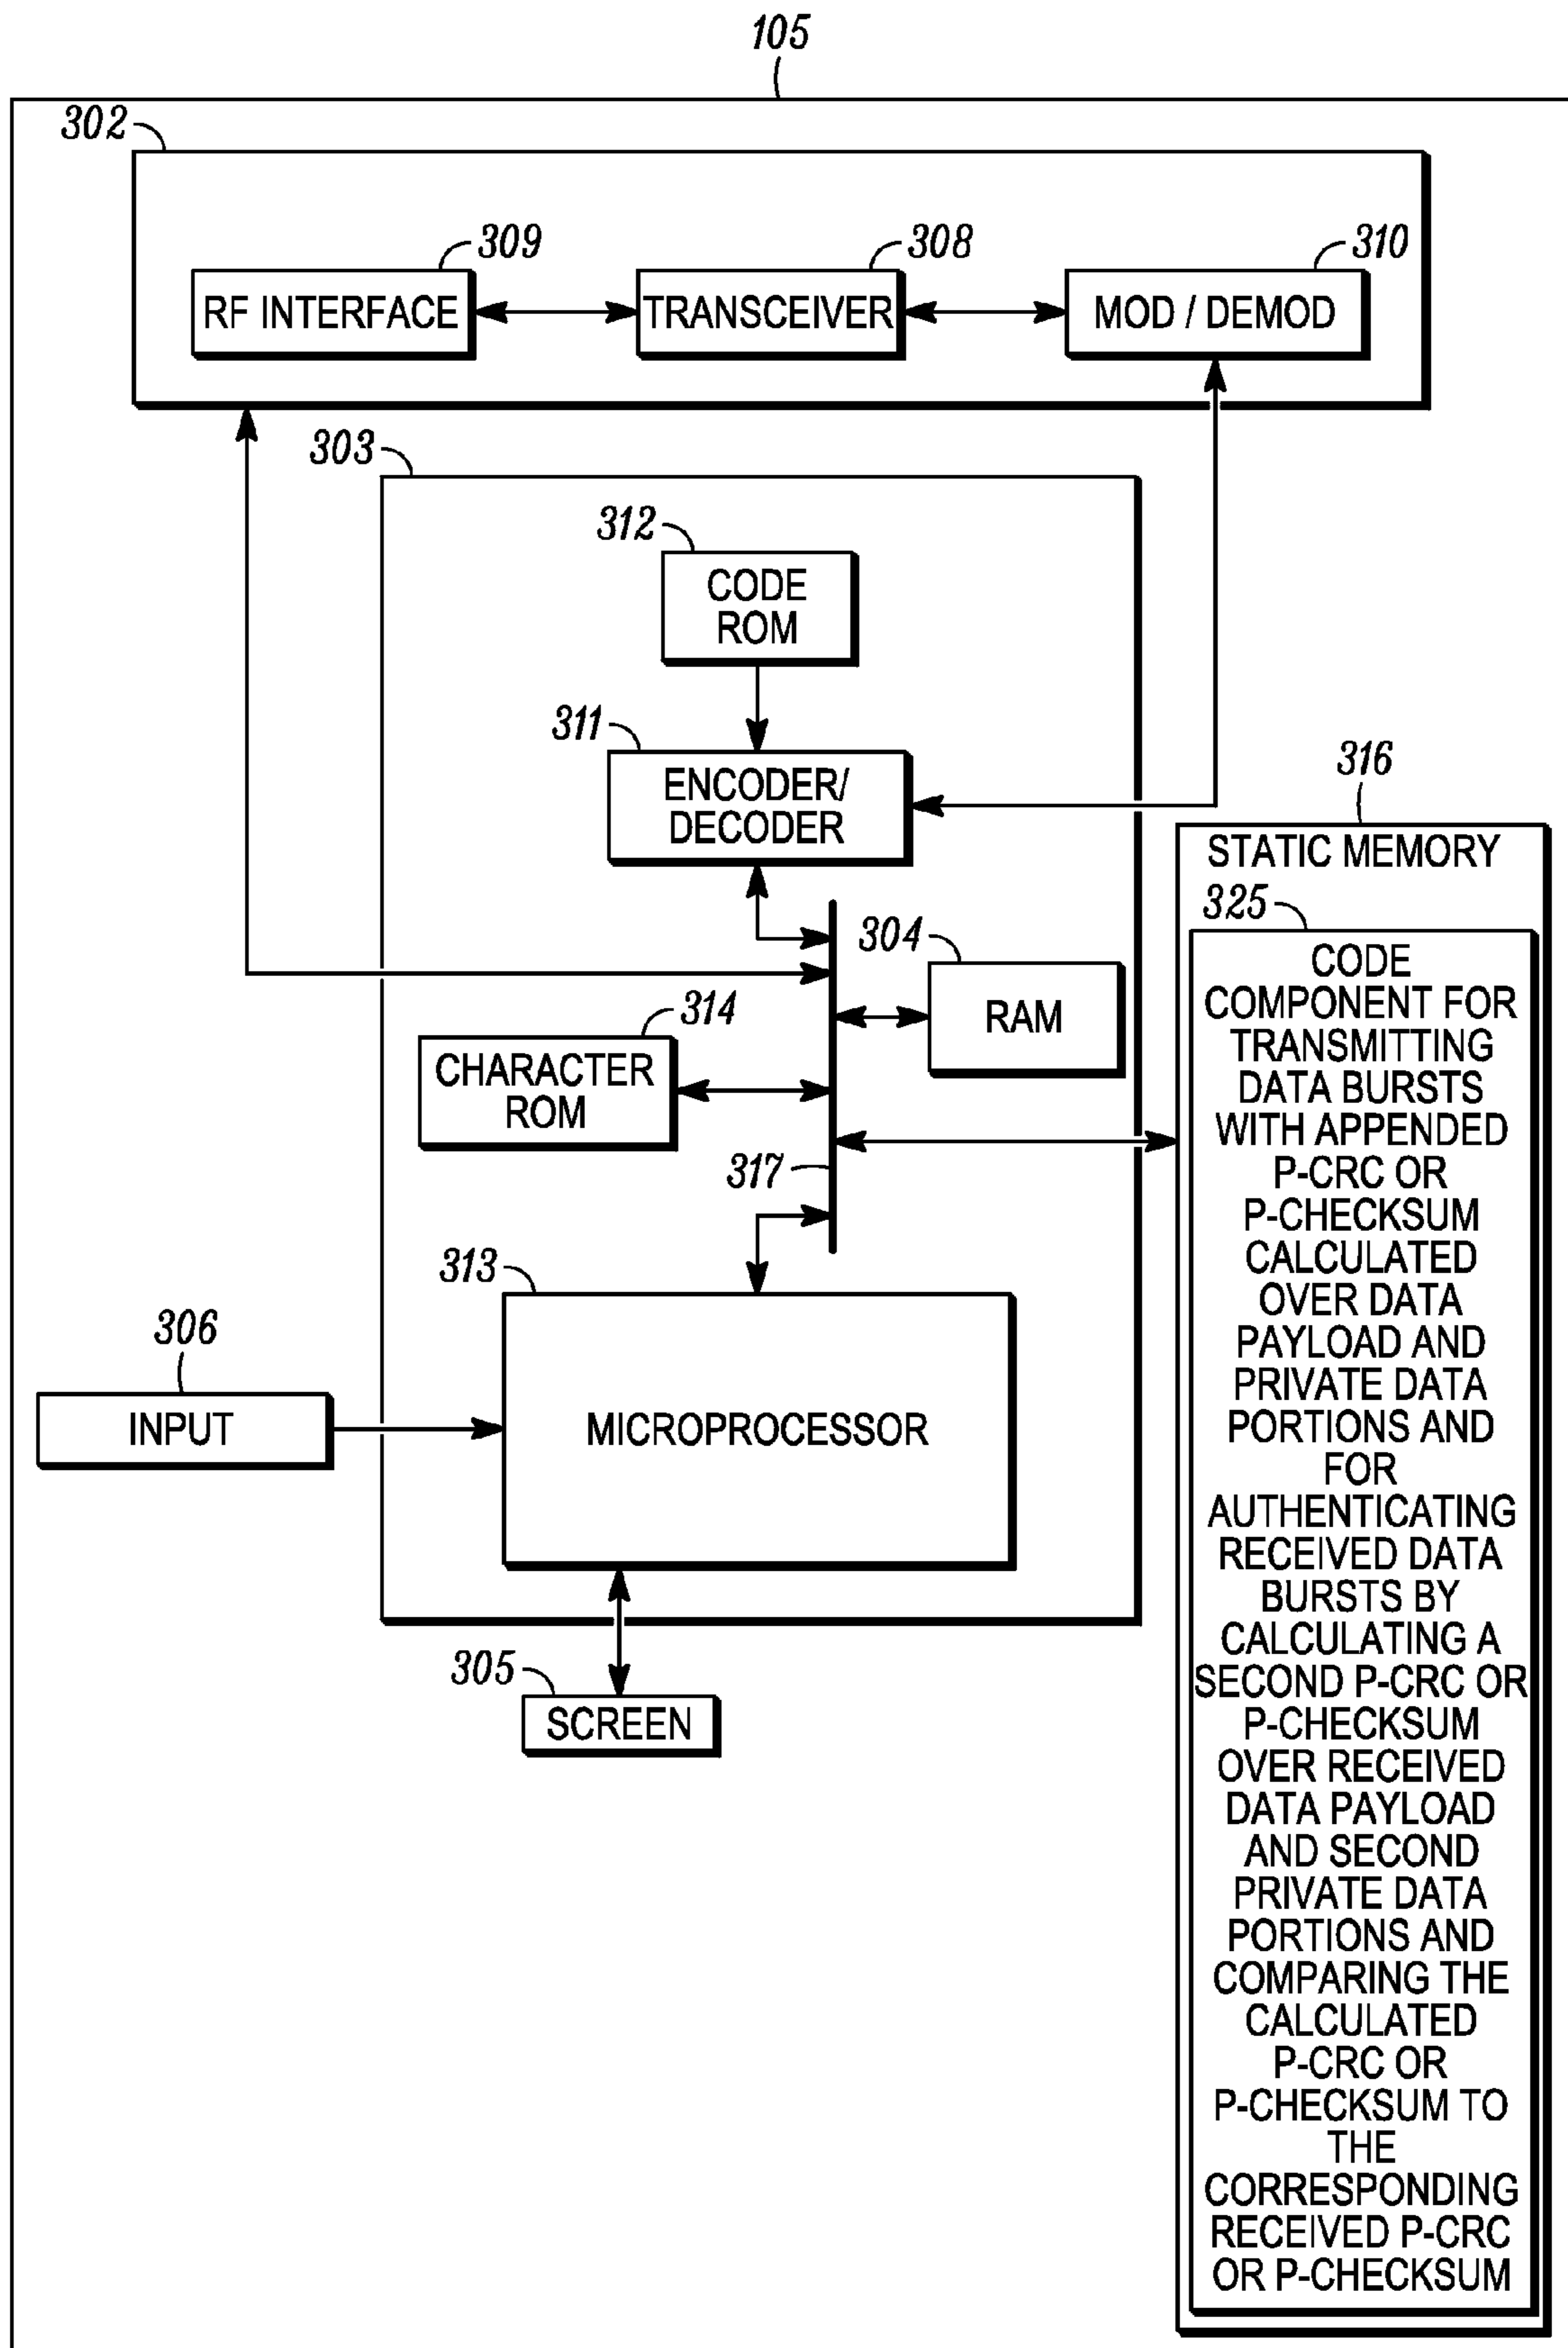 105
302
309
308
310
RF INTERFACE
TRANSCEIVER
MOD / DEMOD
303
312
CODE
ROM
311
ENCODER/
DECODER
304
RAM
314
CHARACTER
ROM
317
313
MICROPROCESSOR
306
INPUT
305
SCREEN
316
STATIC MEMORY
325
CODE
COMPONENT FOR
TRANSMITTING
DATA BURSTS
WITH APPENDED
P-CRC OR
P-CHECKSUM
CALCULATED
OVER DATA
PAYLOAD AND
PRIVATE DATA
PORTIONS AND
FOR
AUTHENTICATING
RECEIVED DATA
BURSTS BY
CALCULATING A
SECOND P-CRC OR
P-CHECKSUM
OVER RECEIVED
DATA PAYLOAD
AND SECOND
PRIVATE DATA
PORTIONS AND
COMPARING THE
CALCULATED
P-CRC OR
P-CHECKSUM TO
THE
CORRESPONDING
RECEIVED P-CRC
OR P-CHECKSUM